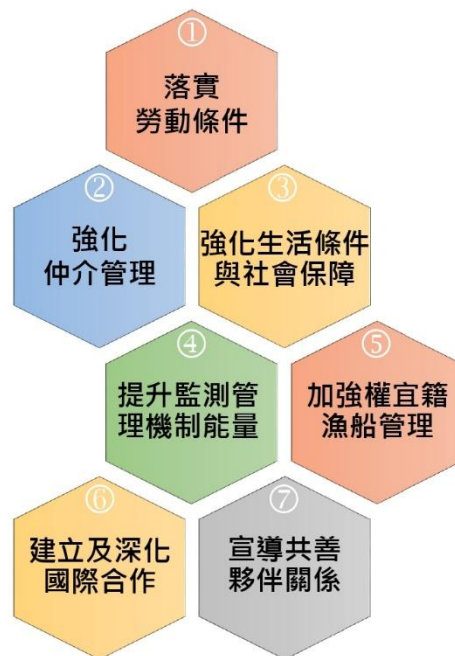 ①
落實
勞動條件
②
強化
仲介管理
③
強化生活條件
與社會保障
④
提升監測管
理機制能量
⑤
加強權宜籍
漁船管理
⑥
建立及深化
國際合作
⑦
宣導共善
夥伴關係